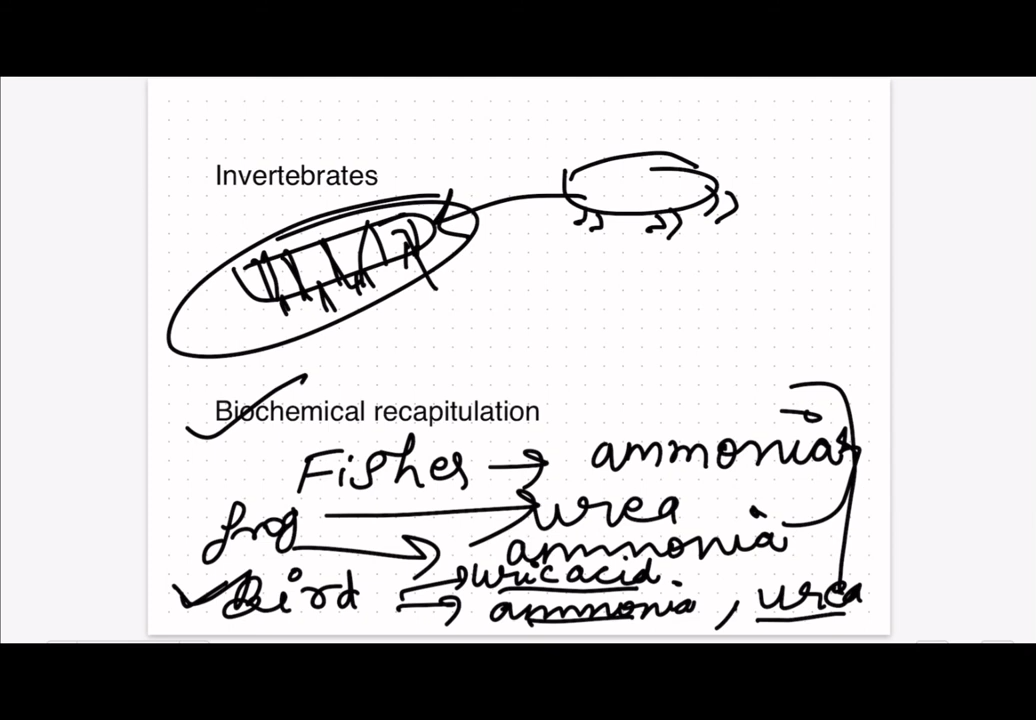 Invertebrates
Biochemical recapitulation
Fishes → ammonia
frog → urea
ammonia
uric acid.
Bird → ammonia, urea